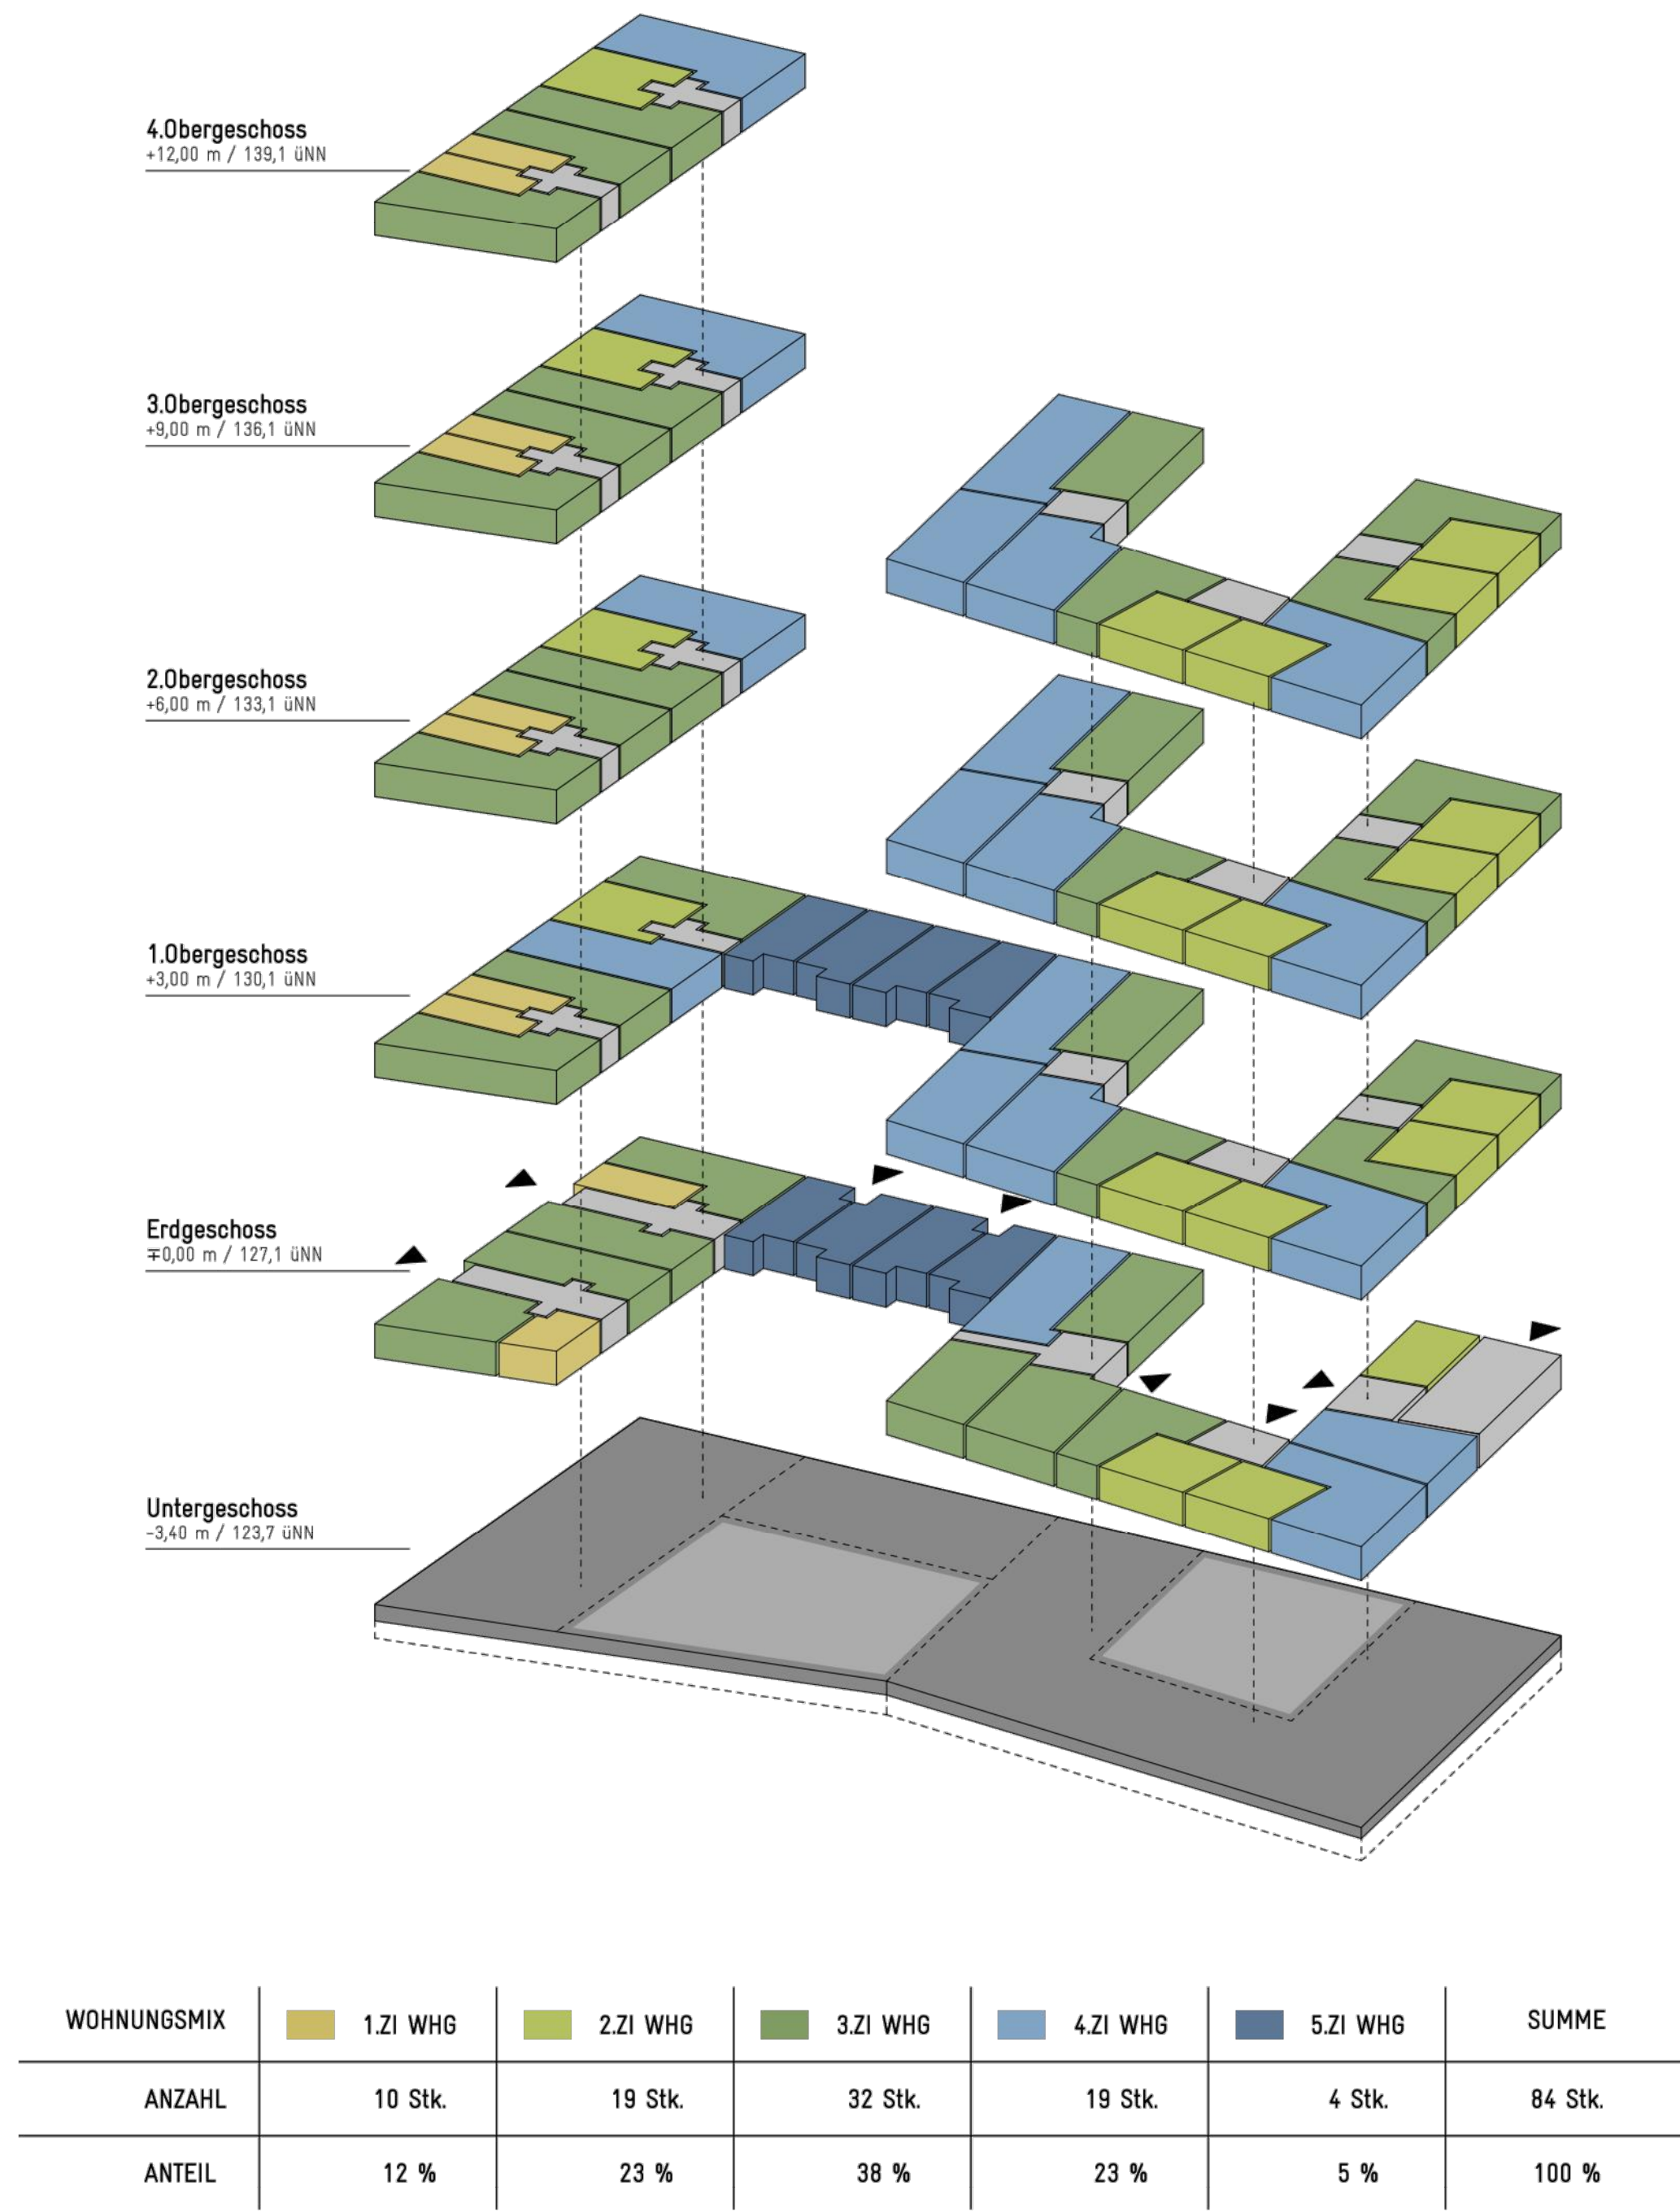 4.Obergeschoss
+12,00 m / 139,1 üNN
3.Obergeschoss
+9,00 m / 136,1 üNN
2.Obergeschoss
+6,00 m / 133,1 üNN
1.Obergeschoss
+3,00 m / 130,1 üNN
Erdgeschoss
∓0,00 m / 127,1 üNN
Untergeschoss
-3,40 m / 123,7 üNN
WOHNUNGSMIX 1.ZI WHG 2.ZI WHG 3.ZI WHG 4.ZI WHG 5.ZI WHG SUMME
ANZAHL 10 Stk. 19 Stk. 32 Stk. 19 Stk. 4 Stk. 84 Stk.
ANTEIL 12 % 23 % 38 % 23 % 5 % 100 %